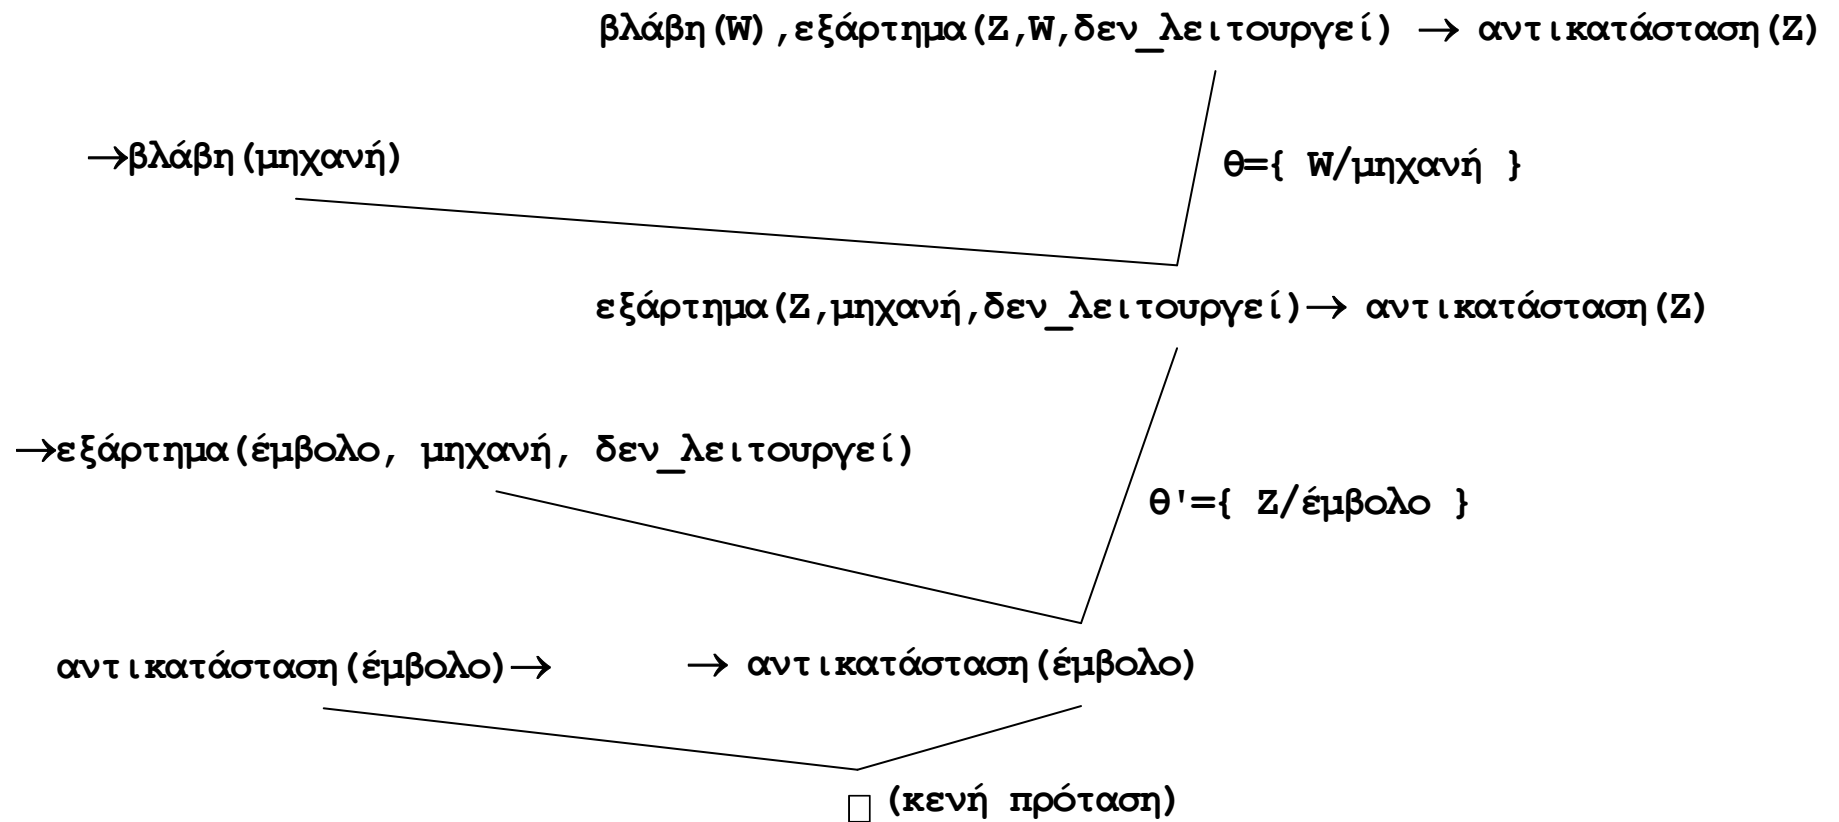 βλάβη(W),εξάρτημα(Z,W,δεν_λειτουργεί) → αντικατάσταση(Z)
→βλάβη(μηχανή)
θ={ W/μηχανή }
εξάρτημα(Z,μηχανή,δεν_λειτουργεί)→ αντικατάσταση(Z)
→εξάρτημα(έμβολο, μηχανή, δεν_λειτουργεί)
θ'={ Z/έμβολο }
αντικατάσταση(έμβολο)→ → αντικατάσταση(έμβολο)
□ (κενή πρόταση)